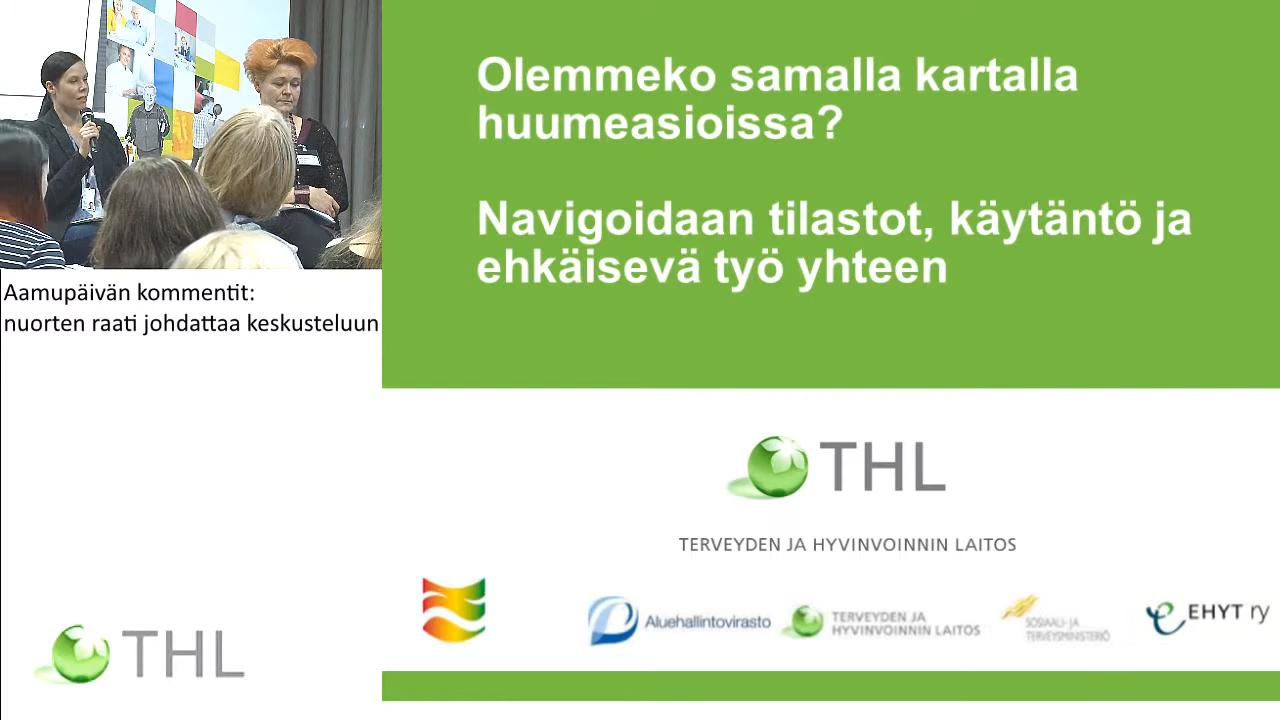 Olemmeko samalla kartalla
huumeasioissa?
Navigoidaan tilastot, käytäntö ja
ehkäisevä työ yhteen
Aamupäivän kommentit:
nuorten raati johdattaa keskusteluun
THL
TERVEYDEN JA HYVINVOINNIN LAITOS
Aluehallintovirasto
TERVEYDEN JA
HYVINVOINNIN LAITOS
SOSIAALI- JA
TERVEYSMINISTERIÖ
EHYT ry
THL